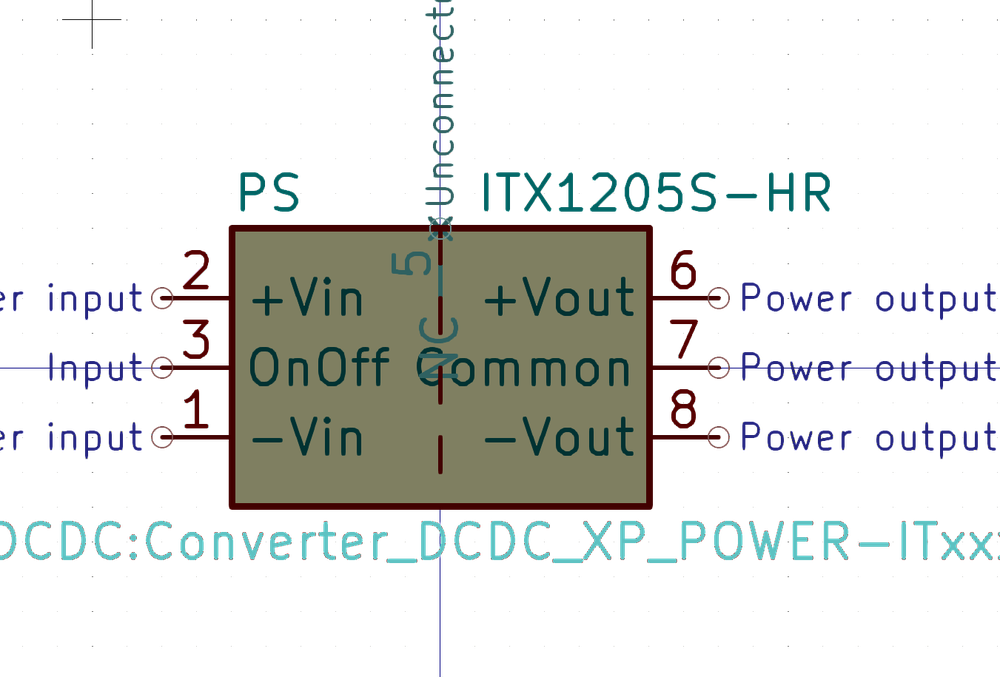 Unconnect
PS
ITX1205S-HR
5
NC
er input
2
+Vin
+Vout
6
Power output
Input
3
OnOff
Common
7
Power output
er input
1
-Vin
-Vout
8
Power output
DCDC:Converter_DCDC_XP_POWER-ITxx